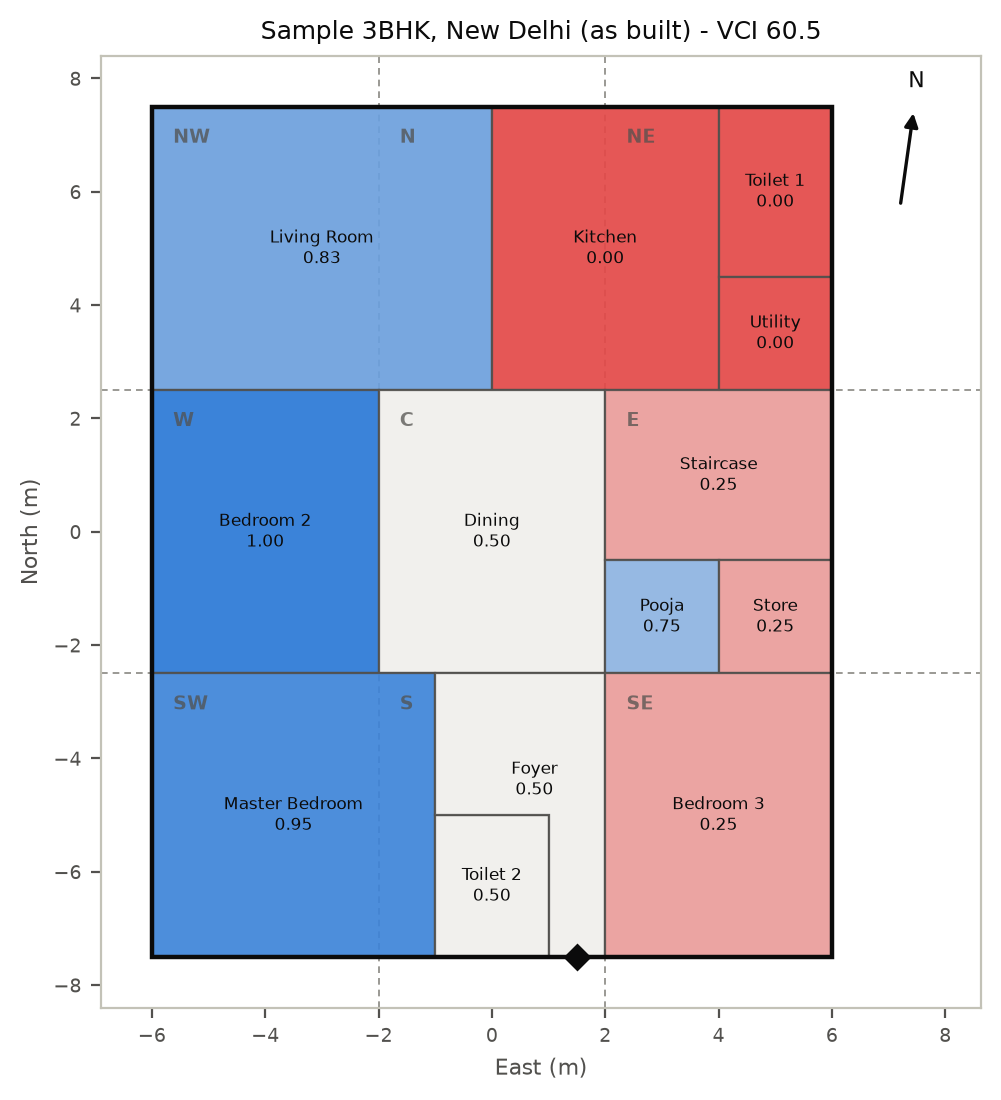 Sample 3BHK, New Delhi (as built) - VCI 60.5
N
NW
N
NE
Toilet 1
0.00
Living Room
0.83
Kitchen
0.00
Utility
0.00
W
C
E
Staircase
0.25
Bedroom 2
1.00
Dining
0.50
Pooja
0.75
Store
0.25
SW
S
SE
Foyer
0.50
Master Bedroom
0.95
Bedroom 3
0.25
Toilet 2
0.50
8
6
4
2
0
−2
−4
−6
−8
North (m)
−6 −4 −2 0 2 4 6 8
East (m)